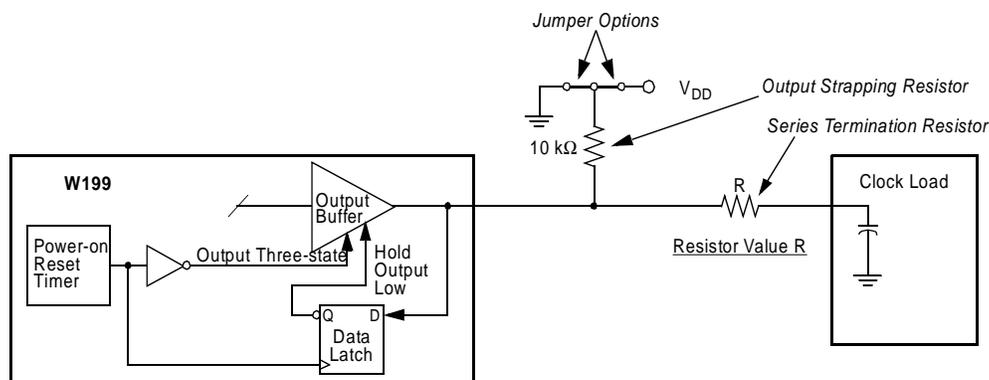 Jumper Options
V_DD
Output Strapping Resistor
Series Termination Resistor
10 kΩ
W199
R
Clock Load
Output
Buffer
Power-on
Reset
Timer
Output Three-state
Hold
Output
Low
Resistor Value R
Q
D
Data
Latch